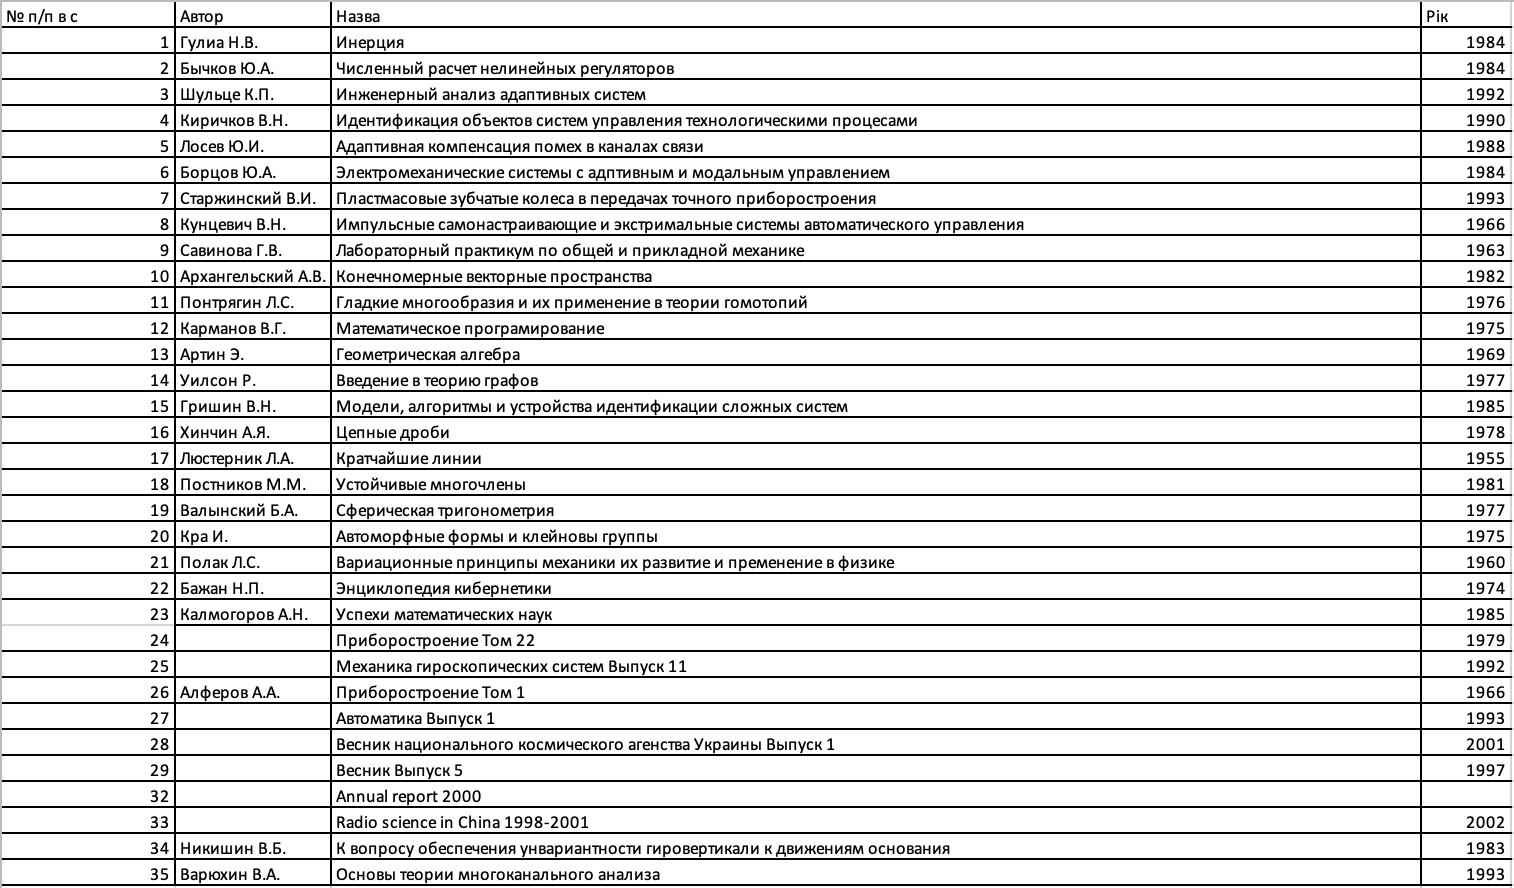 № п/п в с Автор Назва Рік
1 Гулиа Н.В. Инерция 1984
2 Бычков Ю.А. Численный расчет нелинейных регуляторов 1984
3 Шульце К.П. Инженерный анализ адаптивных систем 1992
4 Киричков В.Н. Идентификация объектов систем управления технологическими процесами 1990
5 Лосев Ю.И. Адаптивная компенсация помех в каналах связи 1988
6 Борцов Ю.А. Электромеханические системы с адптивным и модальным управлением 1984
7 Старжинский В.И. Пластмасовые зубчатые колеса в передачах точного приборостроения 1993
8 Кунцевич В.Н. Импульсные самонастраивающие и экстримальные системы автоматического управления 1966
9 Савинова Г.В. Лабораторный практикум по общей и прикладной механике 1963
10 Архангельский А.В. Конечномерные векторные пространства 1982
11 Понтрягин Л.С. Гладкие многообразия и их применение в теории гомотопий 1976
12 Карманов В.Г. Математическое програмирование 1975
13 Артин Э. Геометрическая алгебра 1969
14 Уилсон Р. Введение в теорию графов 1977
15 Гришин В.Н. Модели, алгоритмы и устройства идентификации сложных систем 1985
16 Хинчин А.Я. Цепные дроби 1978
17 Люстерник Л.А. Кратчайшие линии 1955
18 Постников М.М. Устойчивые многочлены 1981
19 Валынский Б.А. Сферическая тригонометрия 1977
20 Кра И. Автоморфные формы и клейновы группы 1975
21 Полак Л.С. Вариационные принципы механики их развитие и пременение в физике 1960
22 Бажан Н.П. Энциклопедия кибернетики 1974
23 Калмогоров А.Н. Успехи математических наук 1985
24 Приборостроение Том 22 1979
25 Механика гироскопических систем Выпуск 11 1992
26 Алферов А.А. Приборостроение Том 1 1966
27 Автоматика Выпуск 1 1993
28 Весник национального космического агенства Украины Выпуск 1 2001
29 Весник Выпуск 5 1997
32 Annual report 2000
33 Radio science in China 1998-2001 2002
34 Никишин В.Б. К вопросу обеспечения унвариантности гировертикали к движениям основания 1983
35 Варюхин В.А. Основы теории многоканального анализа 1993